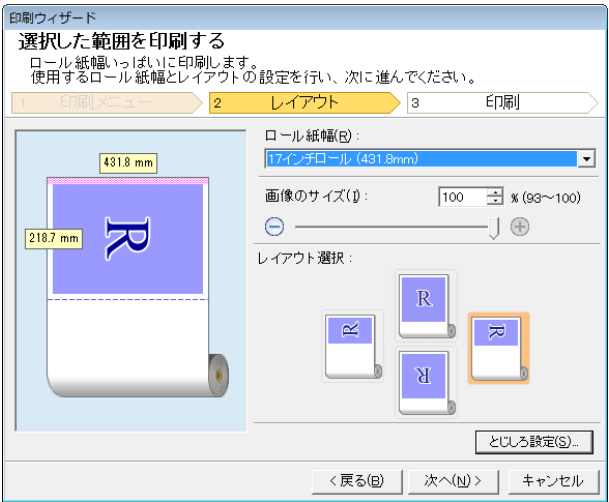 印刷ウィザード
選択した範囲を印刷する
ロール紙幅いっぱいに印刷します。
使用するロール紙幅とレイアウトの設定を行い、次に進んでください。
1 印刷メニュー 2 レイアウト 3 印刷
ロール紙幅(R):
17インチロール (431.8mm)
431.8 mm
画像のサイズ(I): 100 % (93～100)
218.7 mm
R
レイアウト選択:
R
R
R
R
とじしろ設定(S)...
< 戻る(B) 次へ(N) > キャンセル